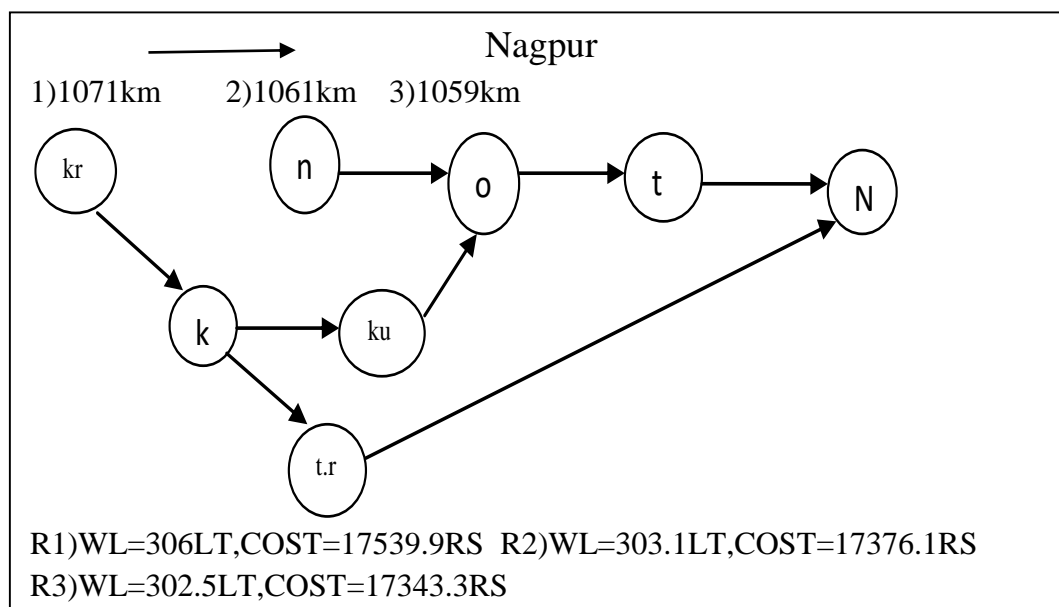 Nagpur
1)1071km 2)1061km 3)1059km
kr n o t N
k ku
t.r
R1)WL=306LT,COST=17539.9RS R2)WL=303.1LT,COST=17376.1RS
R3)WL=302.5LT,COST=17343.3RS